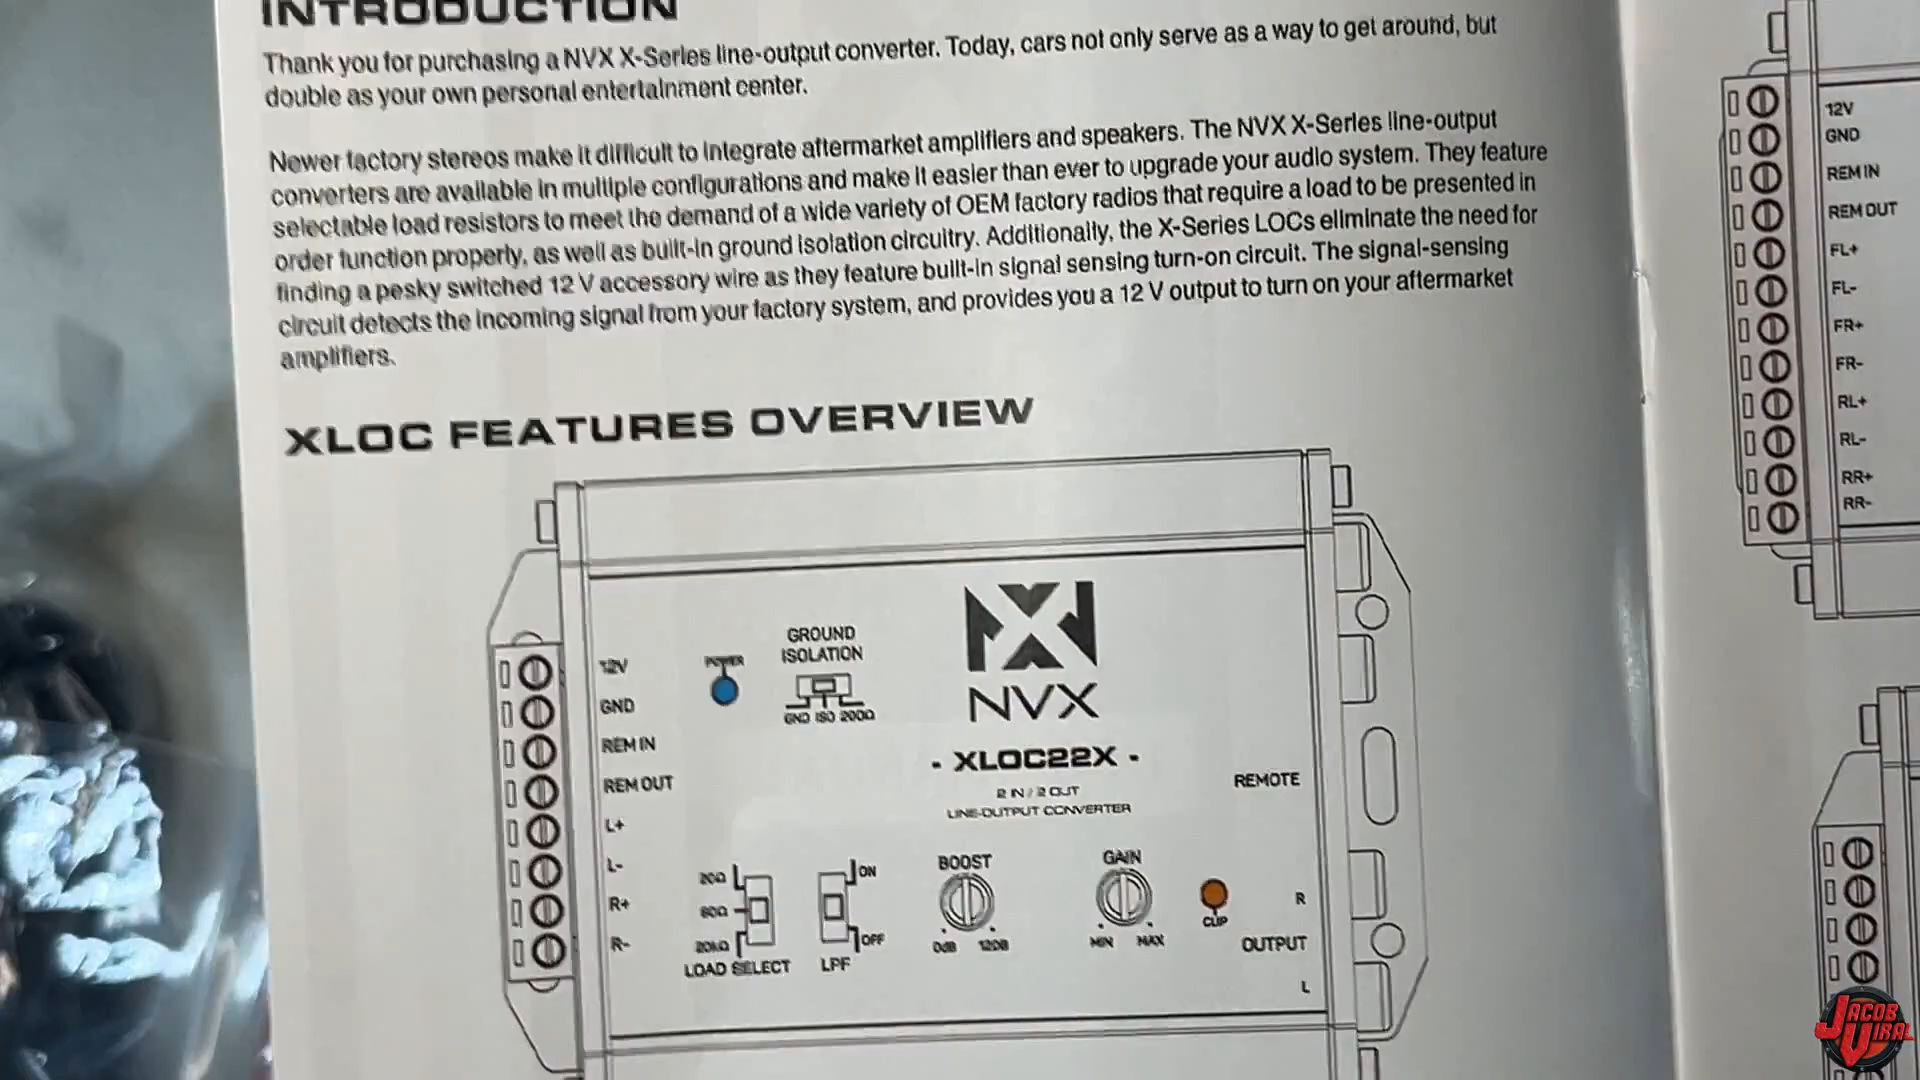 INTRODUCTION
Thank you for purchasing a NVX X-Series line-output converter. Today, cars not only serve as a way to get around, but
double as your own personal entertainment center.
Newer factory stereos make it difficult to integrate aftermarket amplifiers and speakers. The NVX X-Series line-output
converters are available in multiple configurations and make it easier than ever to upgrade your audio system. They feature
selectable load resistors to meet the demand of a wide variety of OEM factory radios that require a load to be presented in
order function properly, as well as built-in ground isolation circuitry. Additionally, the X-Series LOCs eliminate the need for
finding a pesky switched 12 V accessory wire as they feature built-in signal sensing turn-on circuit. The signal-sensing
circuit detects the incoming signal from your factory system, and provides you a 12 V output to turn on your aftermarket
amplifiers.
XLOC FEATURES OVERVIEW
12V
GND
REM IN
REM OUT
L+
L-
R+
R-
POWER
GROUND
ISOLATION
GND ISO 200Ω
NVX
- XLOC22X -
2 IN / 2 OUT
LINE-OUTPUT CONVERTER
REMOTE
20Ω
60Ω
20kΩ
LOAD SELECT
ON
OFF
LPF
BOOST
0dB 12DB
GAIN
MIN MAX
CLIP
R
OUTPUT
L
12V
GND
REM IN
REM OUT
FL+
FL-
FR+
FR-
RL+
RL-
RR+
RR-
JACOB
VIRAL